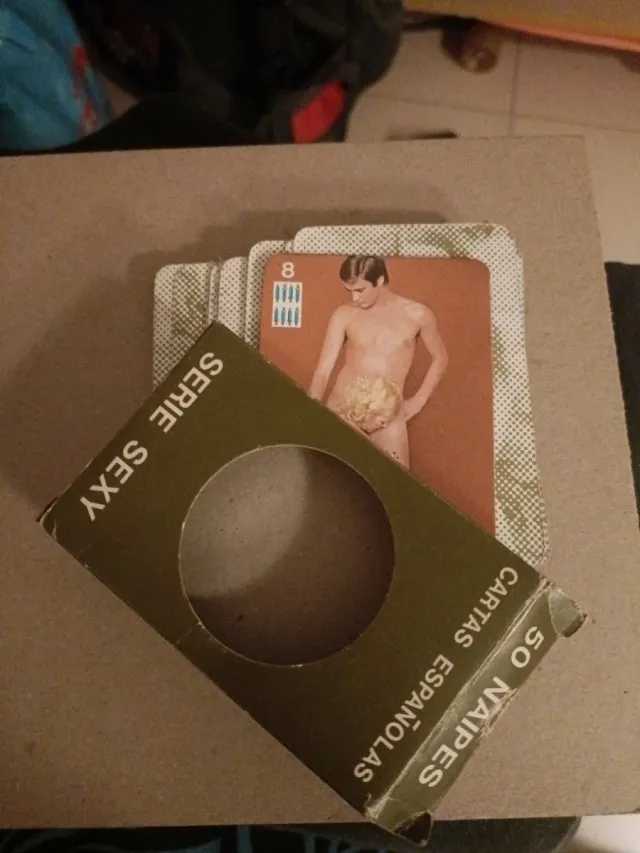 8
SERIE SEXY
CARTAS ESPAÑOLAS
50 NAIPES